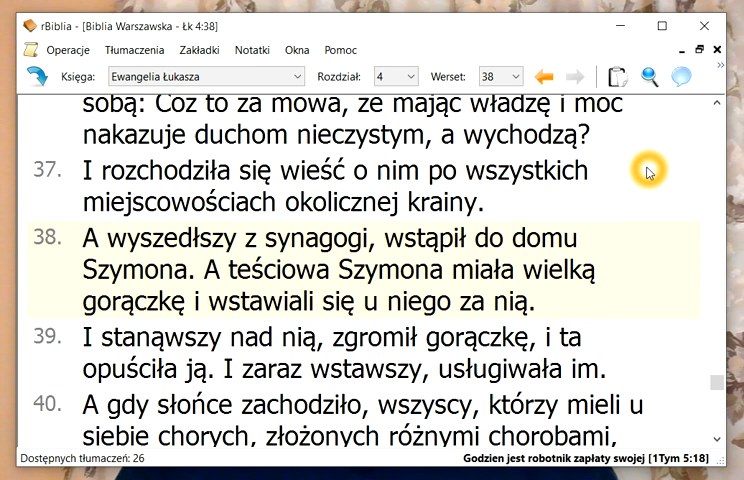 rBiblia - [Biblia Warszawska - Łk 4:38]
Operacje Tłumaczenia Zakładki Notatki Okna Pomoc
Księga: Ewangelia Łukasza Rozdział: 4 Werset: 38
sobą: Cóż to za mowa, że mając władzę i moc
nakazuje duchom nieczystym, a wychodzą?
37. I rozchodziła się wieść o nim po wszystkich
miejscowościach okolicznej krainy.
38. A wyszedłszy z synagogi, wstąpił do domu
Szymona. A teściowa Szymona miała wielką
gorączkę i wstawiali się u niego za nią.
39. I stanąwszy nad nią, zgromił gorączkę, i ta
opuściła ją. I zaraz wstawszy, usługiwała im.
40. A gdy słońce zachodziło, wszyscy, którzy mieli u
siebie chorych, złożonych różnymi chorobami,
Dostępnych tłumaczeń: 26 Godzien jest robotnik zapłaty swojej [1Tym 5:18]